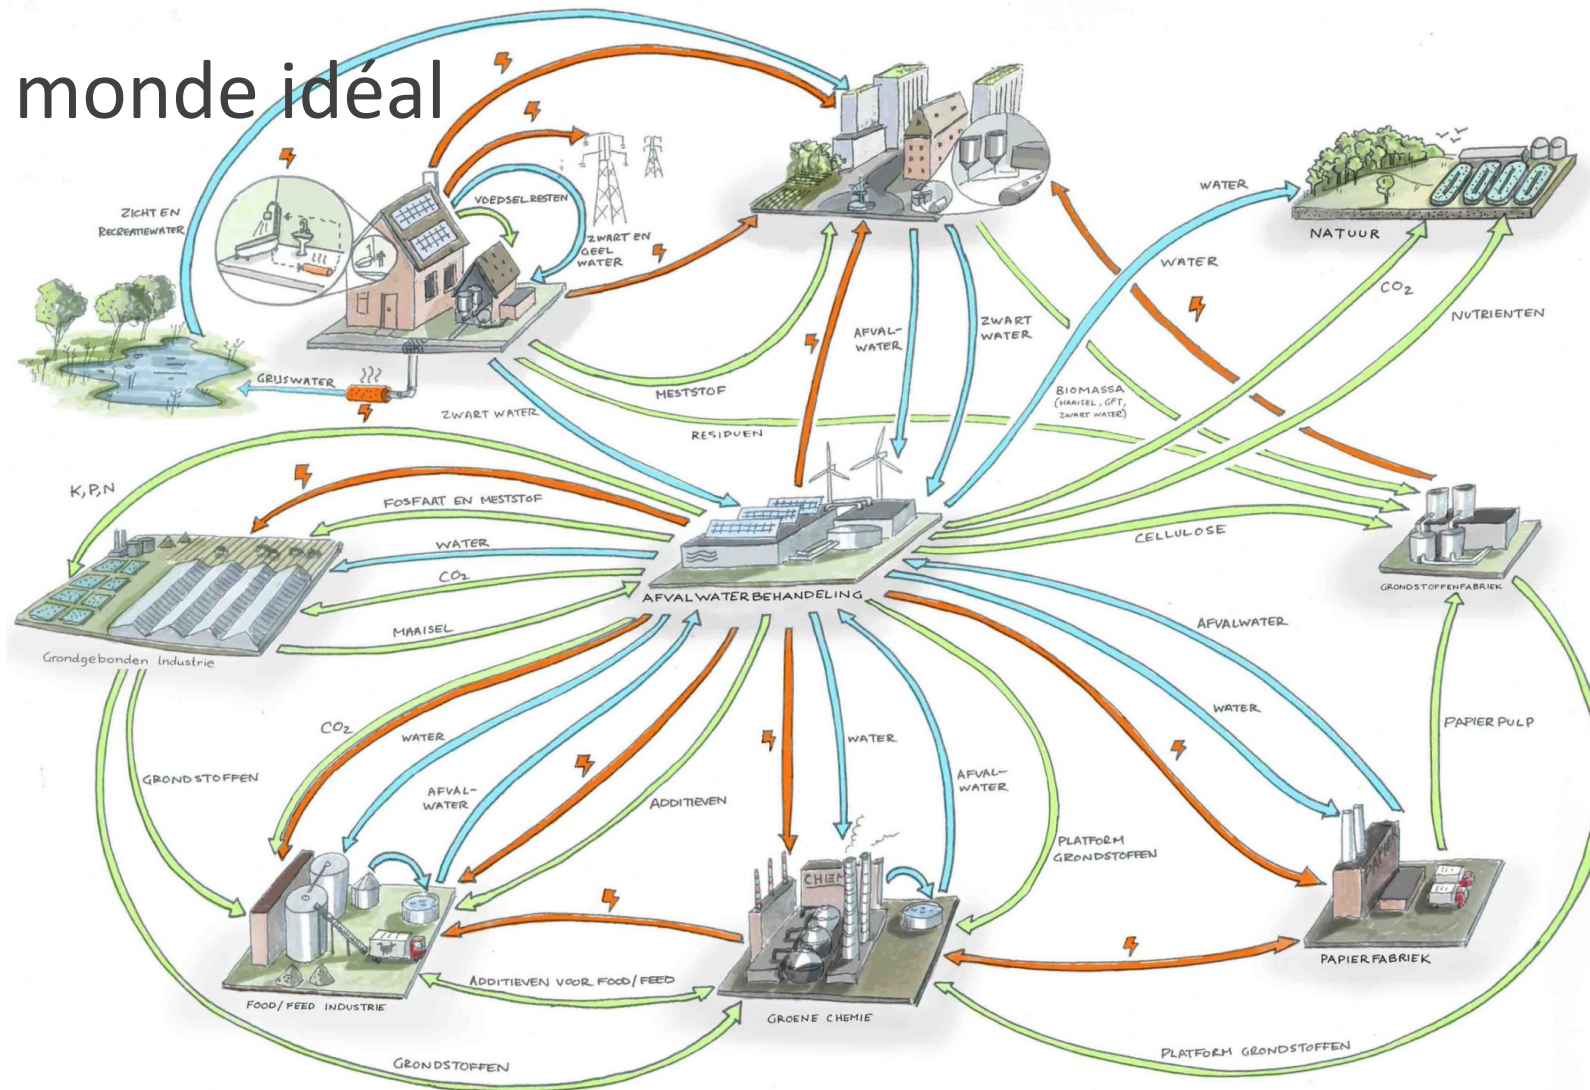 monde idéal
ZICHT EN
RECREATIEWATER
VOEDSELRESTEN
ZWART EN
GEEL
WATER
WATER
NATUUR
WATER
CO₂
NUTRIENTEN
AFVAL-
WATER
ZWART
WATER
GRIJSWATER
ZWART WATER
MESTSTOF
RESIDUEN
BIOMASSA
(MAAISEL, GFT,
ZWART WATER)
K,P,N
FOSFAAT EN MESTSTOF
WATER
CO₂
MAAISEL
Grondgebonden Industrie
AFVALWATERBEHANDELING
CELLULOSE
GRONDSTOFFENFABRIEK
AFVALWATER
WATER
PAPIERPULP
GRONDSTOFFEN
CO₂
WATER
AFVAL-
WATER
ADDITIEVEN
WATER
AFVAL-
WATER
PLATFORM
GRONDSTOFFEN
CHEM
PAPIER
FOOD/FEED INDUSTRIE
ADDITIEVEN VOOR FOOD/FEED
GROENE CHEMIE
PAPIERFABRIEK
GRONDSTOFFEN
PLATFORM GRONDSTOFFEN